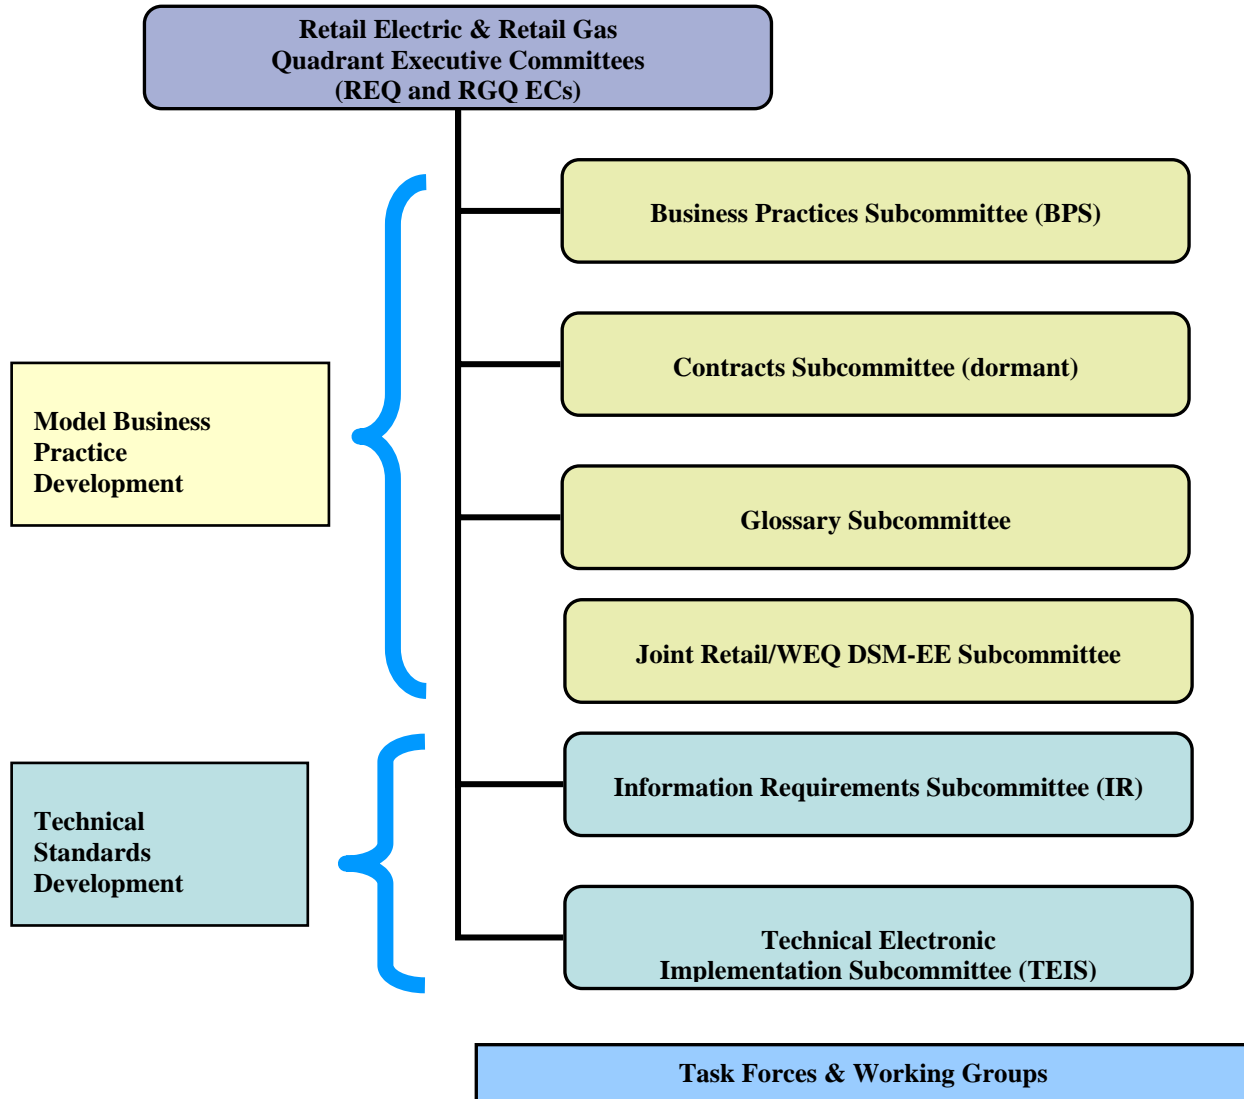 Retail Electric & Retail Gas
Quadrant Executive Committees
(REQ and RGQ ECs)
Business Practices Subcommittee (BPS)
Contracts Subcommittee (dormant)
Model Business
Practice
Development
Glossary Subcommittee
Joint Retail/WEQ DSM-EE Subcommittee
Information Requirements Subcommittee (IR)
Technical
Standards
Development
Technical Electronic
Implementation Subcommittee (TEIS)
Task Forces & Working Groups